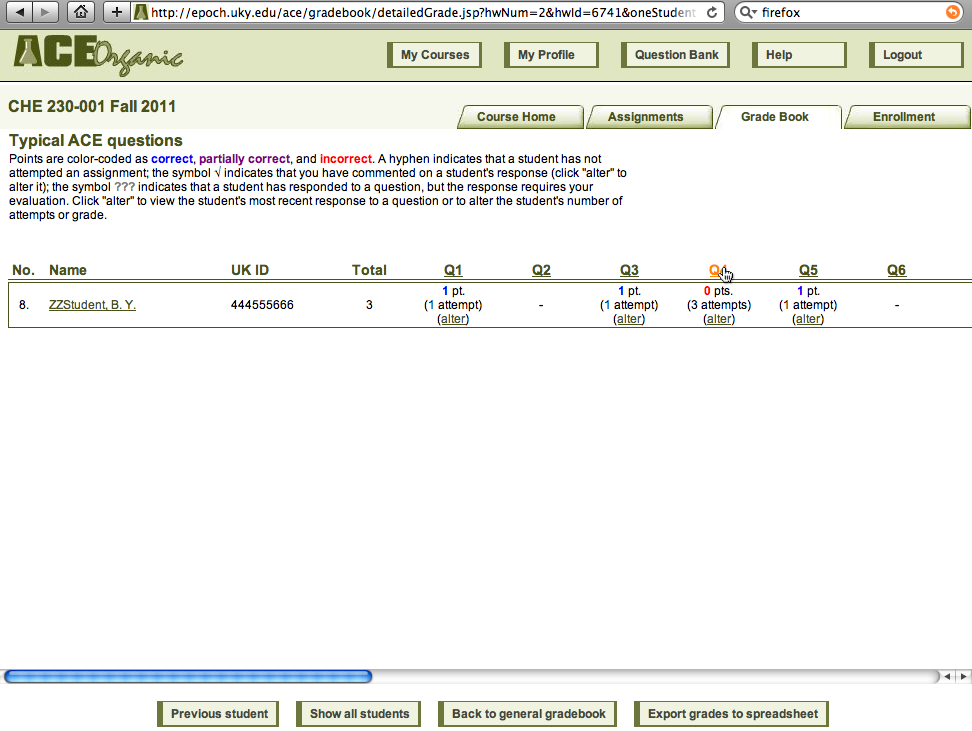 http://epoch.uky.edu/ace/gradebook/detailedGrade.jsp?hwNum=2&hwId=6741&oneStudent firefox
ACE Organic
My Courses My Profile Question Bank Help Logout
CHE 230-001 Fall 2011
Course Home Assignments Grade Book Enrollment
Typical ACE questions
Points are color-coded as correct, partially correct, and incorrect. A hyphen indicates that a student has not
attempted an assignment; the symbol √ indicates that you have commented on a student's response (click "alter" to
alter it); the symbol ??? indicates that a student has responded to a question, but the response requires your
evaluation. Click "alter" to view the student's most recent response to a question or to alter the student's number of
attempts or grade.
No. Name UK ID Total Q1 Q2 Q3 Q4 Q5 Q6
1 pt. 1 pt. 0 pts. 1 pt.
8. ZZStudent, B. Y. 444555666 3 (1 attempt) - (1 attempt) (3 attempts) (1 attempt) -
(alter) (alter) (alter) (alter)
Previous student Show all students Back to general gradebook Export grades to spreadsheet